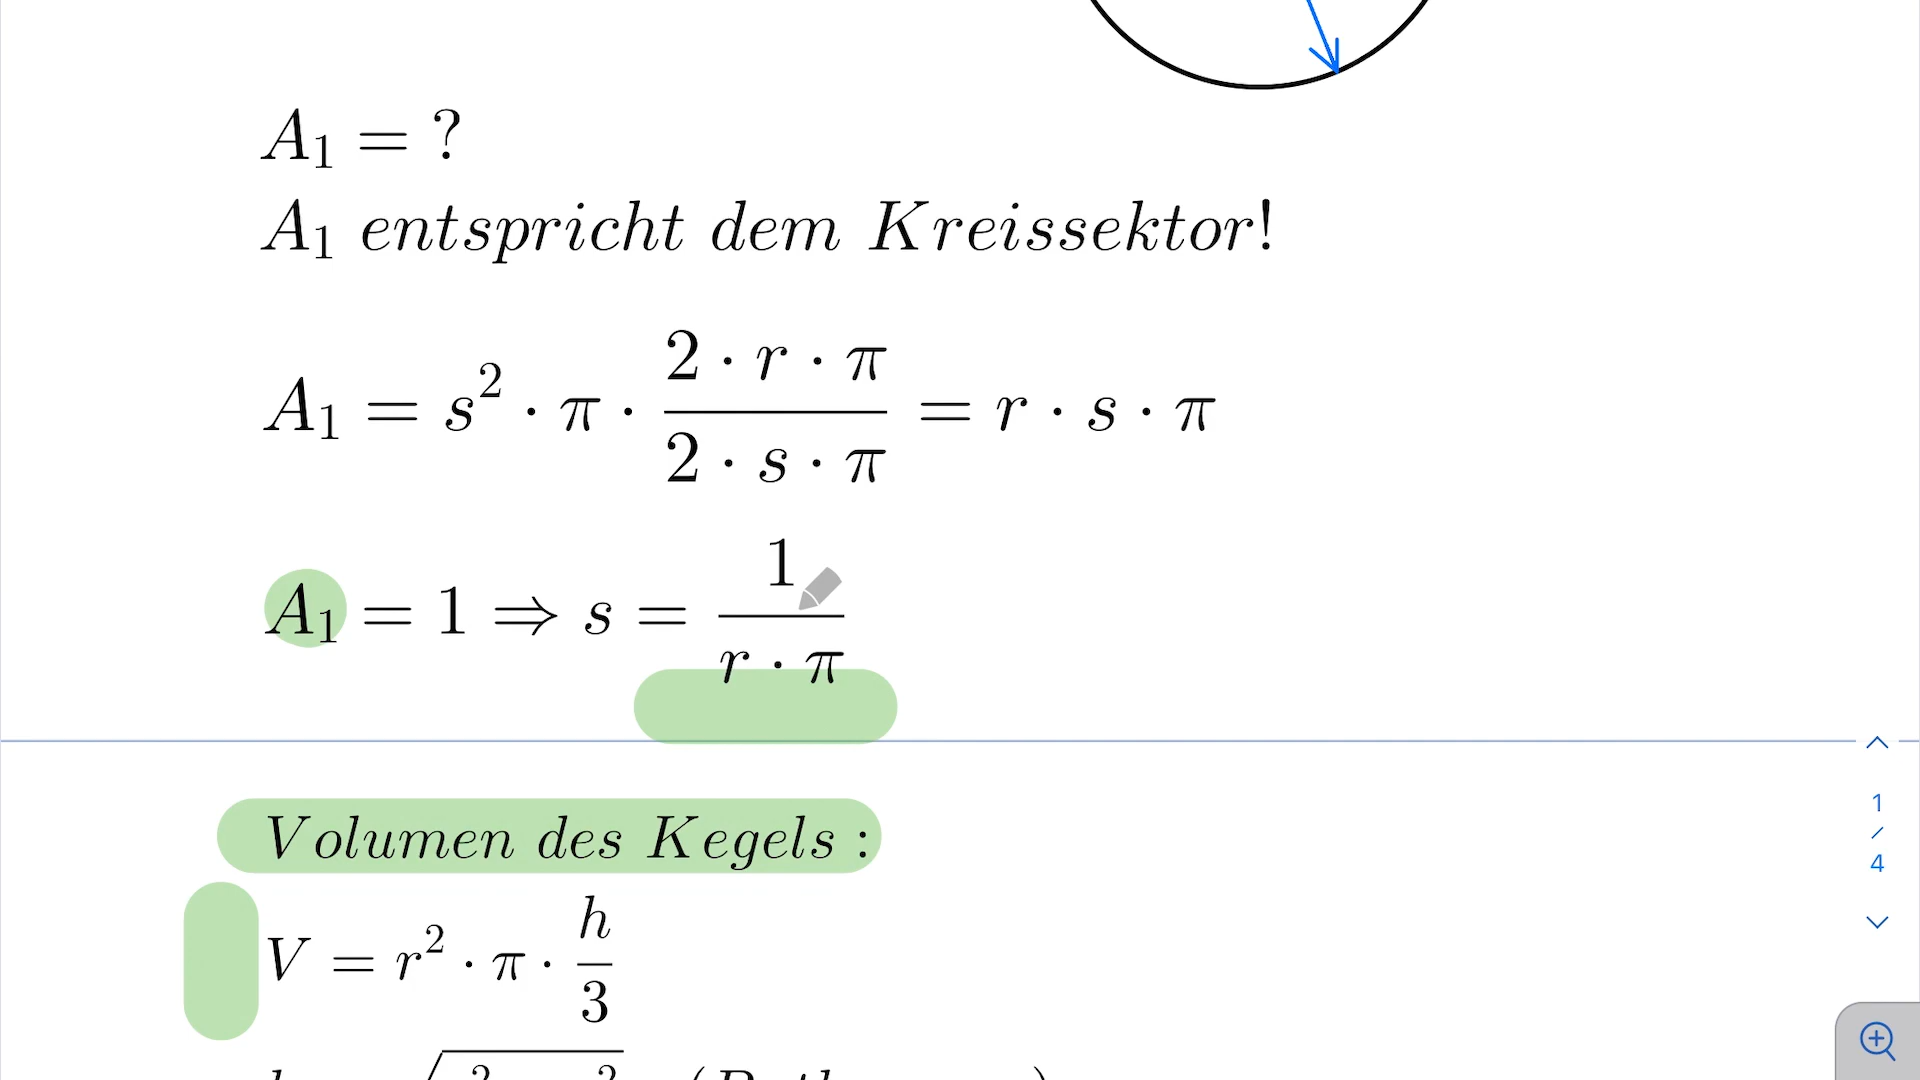 A₁ = ?
A₁ entspricht dem Kreissektor!
A₁ = s² · π · (2 · r · π)/(2 · s · π) = r · s · π
A₁ = 1 ⇒ s = 1/(r · π)
Volumen des Kegels :
V = r² · π · h/3
1
/
4